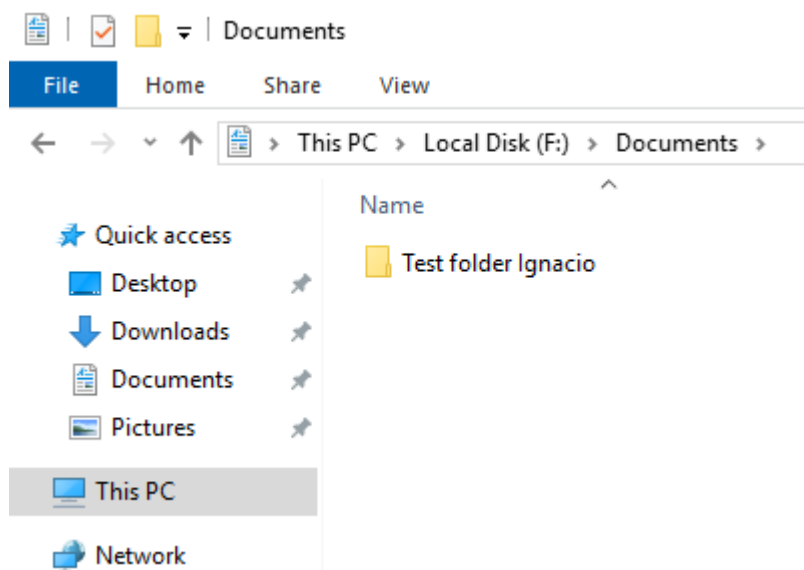 Documents
File Home Share View
This PC > Local Disk (F:) > Documents >
Name
Quick access
Test folder Ignacio
Desktop
Downloads
Documents
Pictures
This PC
Network